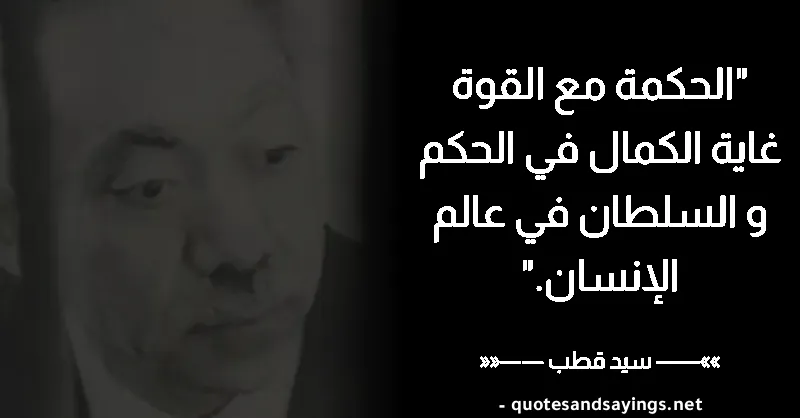 "الحكمة مع القوة
غاية الكمال في الحكم
و السلطان في عالم
الإنسان."
»»——— سيد قطب ———««
- quotesandsayings.net